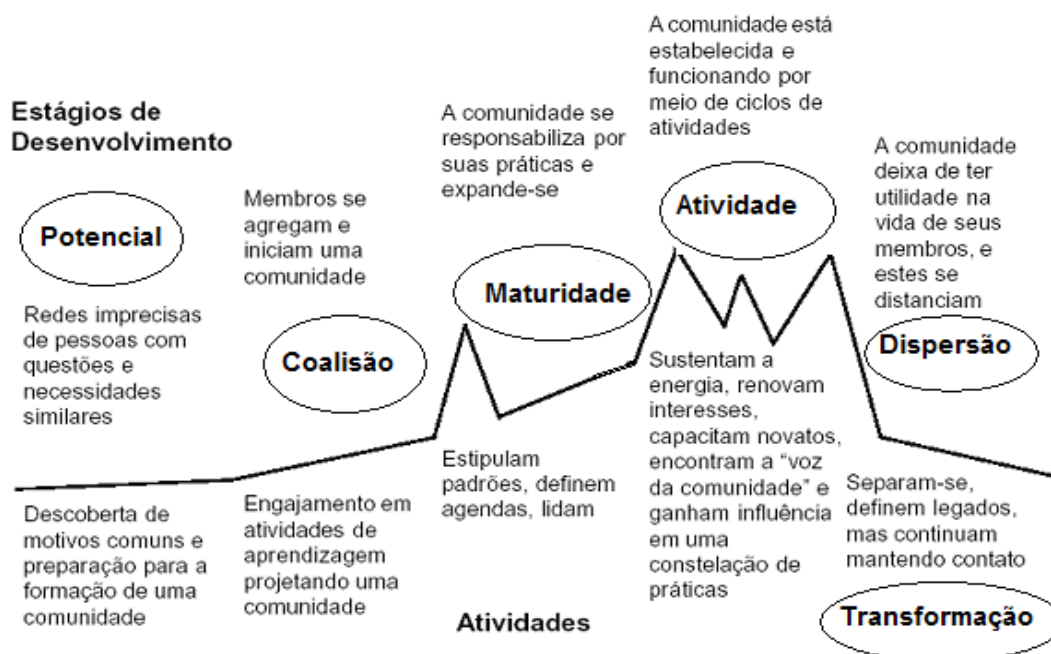 Estágios de
Desenvolvimento
Potencial
Redes imprecisas
de pessoas com
questões e
necessidades
similares
Descoberta de
motivos comuns e
preparação para a
formação de uma
comunidade
Membros se
agregam e
iniciam uma
comunidade
Coalisão
Engajamento em
atividades de
aprendizagem
projetando uma
comunidade
A comunidade se
responsabiliza por
suas práticas e
expande-se
Maturidade
Estipulam
padrões, definem
agendas, lidam
A comunidade está
estabelecida e
funcionando por
meio de ciclos de
atividades
Atividade
Sustentam a
energia, renovam
interesses,
capacitam novatos,
encontram a “voz
da comunidade” e
ganham influência
em uma
constelação de
práticas
A comunidade
deixa de ter
utilidade na
vida de seus
membros, e
estes se
distanciam
Dispersão
Separam-se,
definem legados,
mas continuam
mantendo contato
Transformação
Atividades